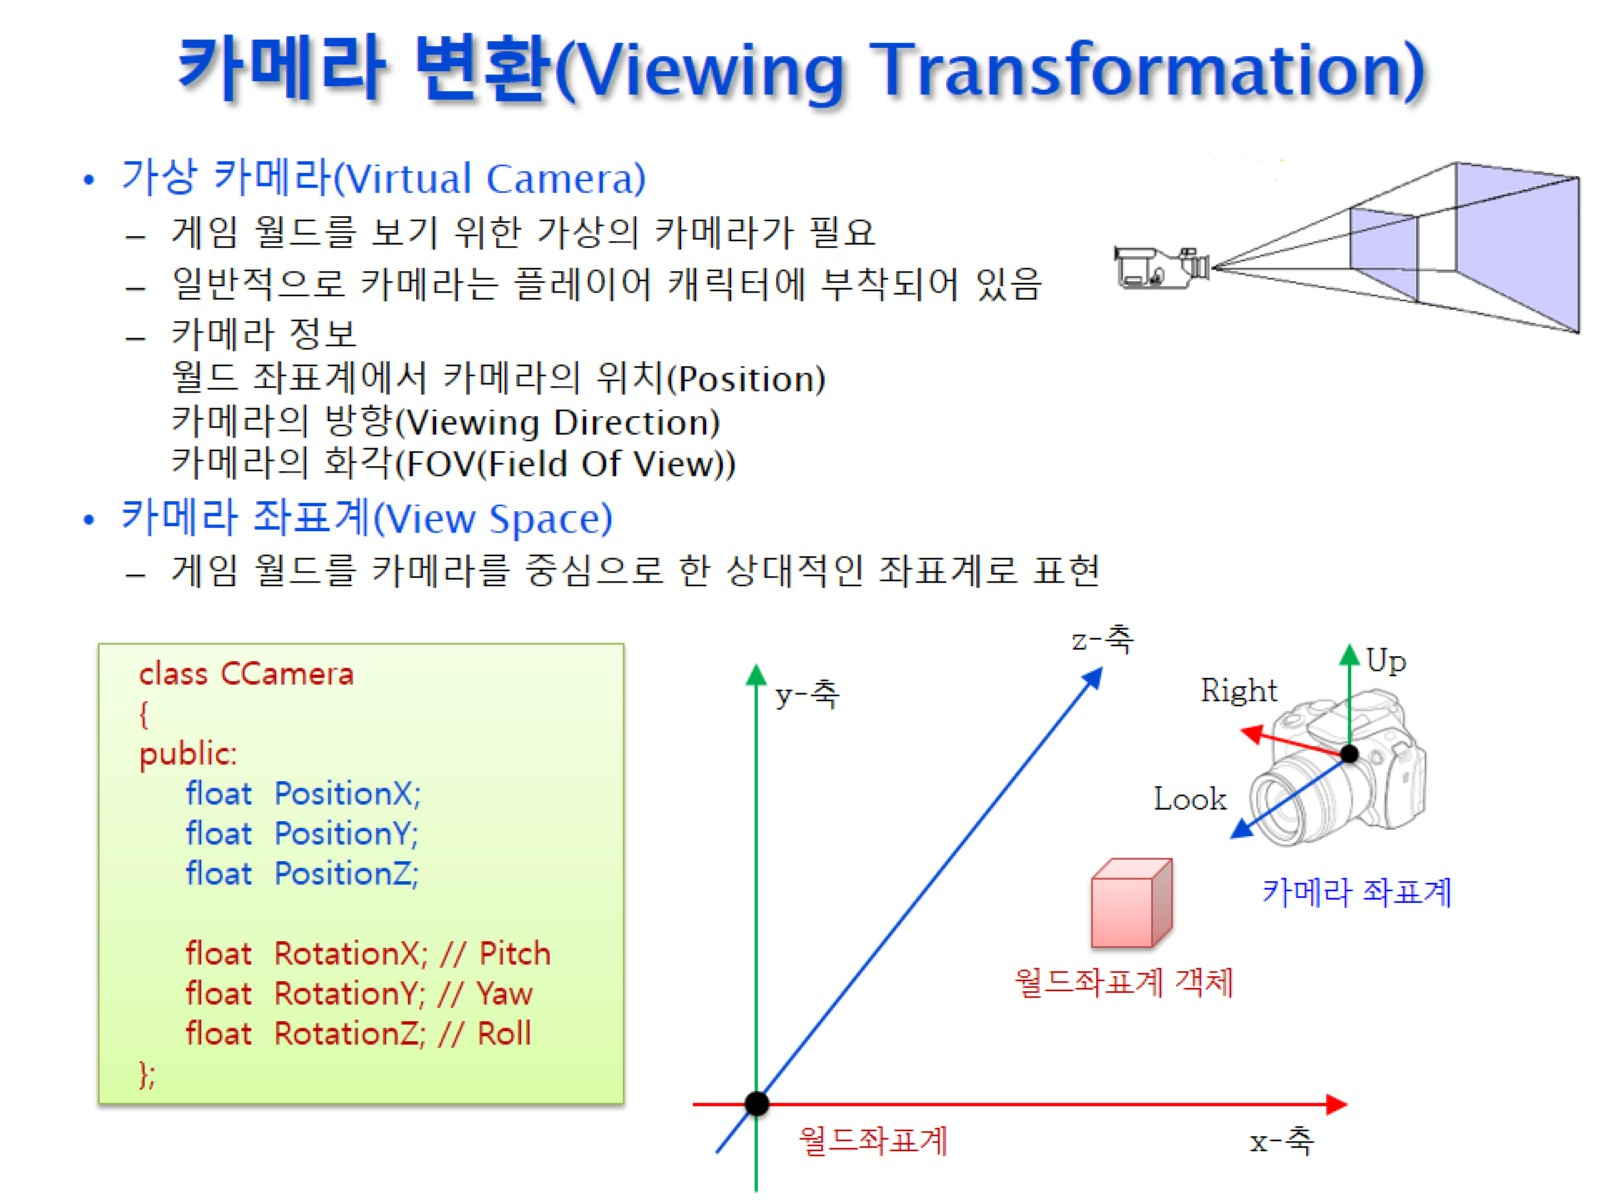 카메라 변환(Viewing Transformation)
• 가상 카메라(Virtual Camera)
– 게임 월드를 보기 위한 가상의 카메라가 필요
– 일반적으로 카메라는 플레이어 캐릭터에 부착되어 있음
– 카메라 정보
월드 좌표계에서 카메라의 위치(Position)
카메라의 방향(Viewing Direction)
카메라의 화각(FOV(Field Of View))
• 카메라 좌표계(View Space)
– 게임 월드를 카메라를 중심으로 한 상대적인 좌표계로 표현
class CCamera
{
public:
float PositionX;
float PositionY;
float PositionZ;
float RotationX; // Pitch
float RotationY; // Yaw
float RotationZ; // Roll
};
z-축
y-축
Up
Right
Look
카메라 좌표계
월드좌표계 객체
월드좌표계
x-축